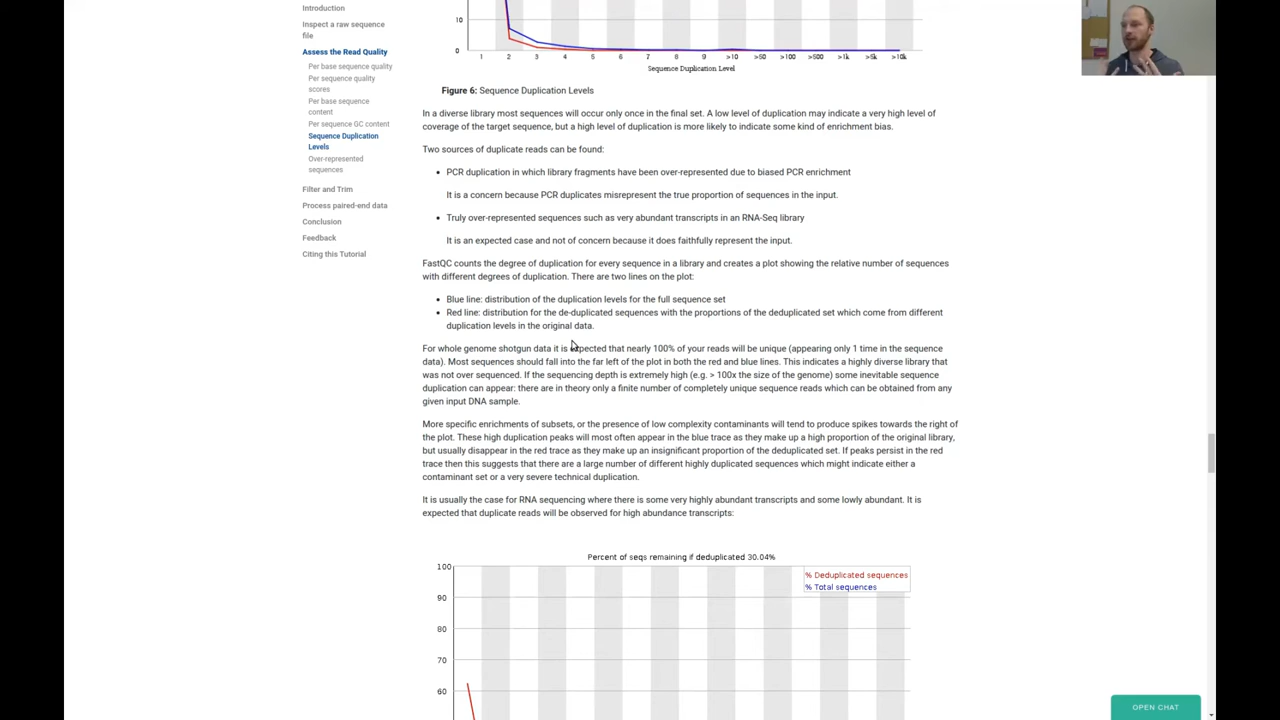 Introduction
Inspect a raw sequence
file
Assess the Read Quality
Per base sequence quality
Per sequence quality
scores
Per base sequence
content
Per sequence GC content
Sequence Duplication
Levels
Over-represented
sequences
Filter and Trim
Process paired-end data
Conclusion
Feedback
Citing this Tutorial
10
0
1 2 3 4 5 6 7 8 9 >10 >50 >100 >500 >1k >5k >10k
Sequence Duplication Level
Figure 6: Sequence Duplication Levels
In a diverse library most sequences will occur only once in the final set. A low level of duplication may indicate a very high level of
coverage of the target sequence, but a high level of duplication is more likely to indicate some kind of enrichment bias.
Two sources of duplicate reads can be found:
• PCR duplication in which library fragments have been over-represented due to biased PCR enrichment
It is a concern because PCR duplicates misrepresent the true proportion of sequences in the input.
• Truly over-represented sequences such as very abundant transcripts in an RNA-Seq library
It is an expected case and not of concern because it does faithfully represent the input.
FastQC counts the degree of duplication for every sequence in a library and creates a plot showing the relative number of sequences
with different degrees of duplication. There are two lines on the plot:
• Blue line: distribution of the duplication levels for the full sequence set
• Red line: distribution for the de-duplicated sequences with the proportions of the deduplicated set which come from different
duplication levels in the original data.
For whole genome shotgun data it is expected that nearly 100% of your reads will be unique (appearing only 1 time in the sequence
data). Most sequences should fall into the far left of the plot in both the red and blue lines. This indicates a highly diverse library that
was not over sequenced. If the sequencing depth is extremely high (e.g. > 100x the size of the genome) some inevitable sequence
duplication can appear: there are in theory only a finite number of completely unique sequence reads which can be obtained from any
given input DNA sample.
More specific enrichments of subsets, or the presence of low complexity contaminants will tend to produce spikes towards the right of
the plot. These high duplication peaks will most often appear in the blue trace as they make up a high proportion of the original library,
but usually disappear in the red trace as they make up an insignificant proportion of the deduplicated set. If peaks persist in the red
trace then this suggests that there are a large number of different highly duplicated sequences which might indicate either a
contaminant set or a very severe technical duplication.
It is usually the case for RNA sequencing where there is some very highly abundant transcripts and some lowly abundant. It is
expected that duplicate reads will be observed for high abundance transcripts:
Percent of seqs remaining if deduplicated 30.04%
100
% Deduplicated sequences
% Total sequences
90
80
70
60
OPEN CHAT